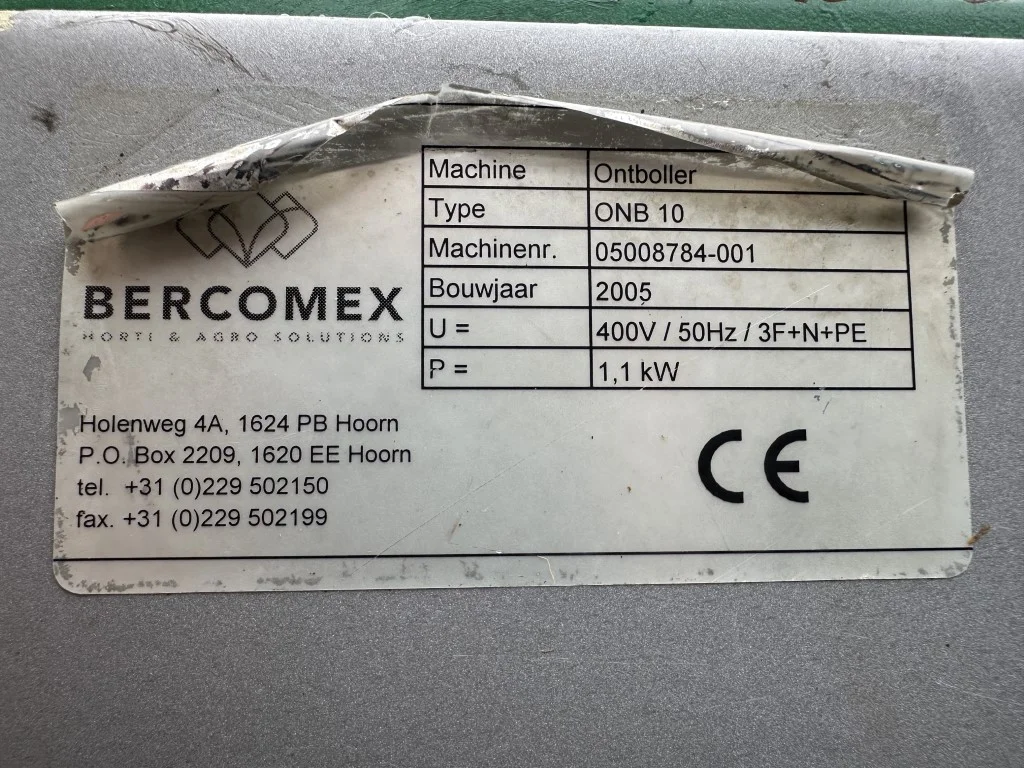 Machine Ontboller
Type ONB 10
Machinenr. 05008784-001
Bouwjaar 2005
U = 400V / 50Hz / 3F+N+PE
P = 1,1 kW
BERCOMEX
HORTI & AGRO SOLUTIONS
Holenweg 4A, 1624 PB Hoorn
P.O. Box 2209, 1620 EE Hoorn
tel. +31 (0)229 502150
fax. +31 (0)229 502199
CE